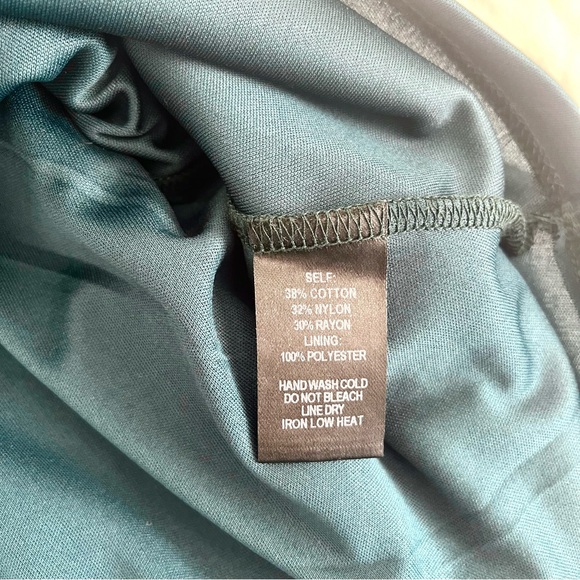 SELF:
38% COTTON
32% NYLON
30% RAYON
LINING:
100% POLYESTER
HAND WASH COLD
DO NOT BLEACH
LINE DRY
IRON LOW HEAT